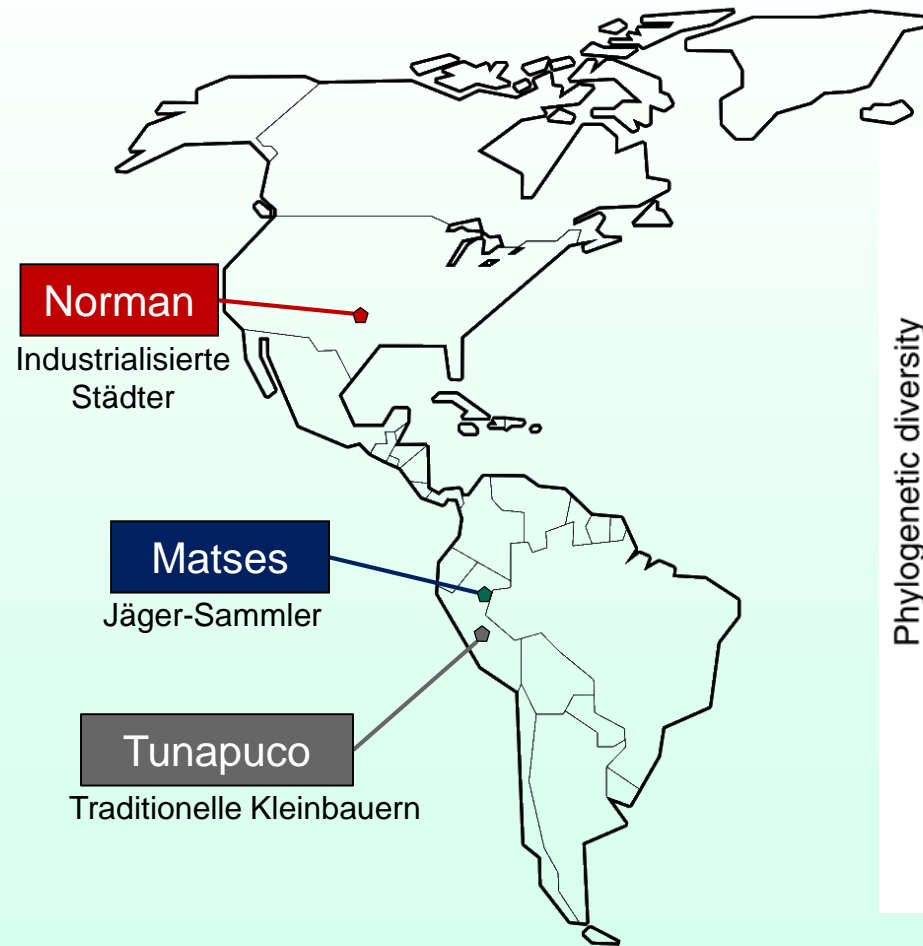 Norman
Industrialisierte
Städter
Matses
Jäger-Sammler
Tunapuco
Traditionelle Kleinbauern
Phylogenetic diversity